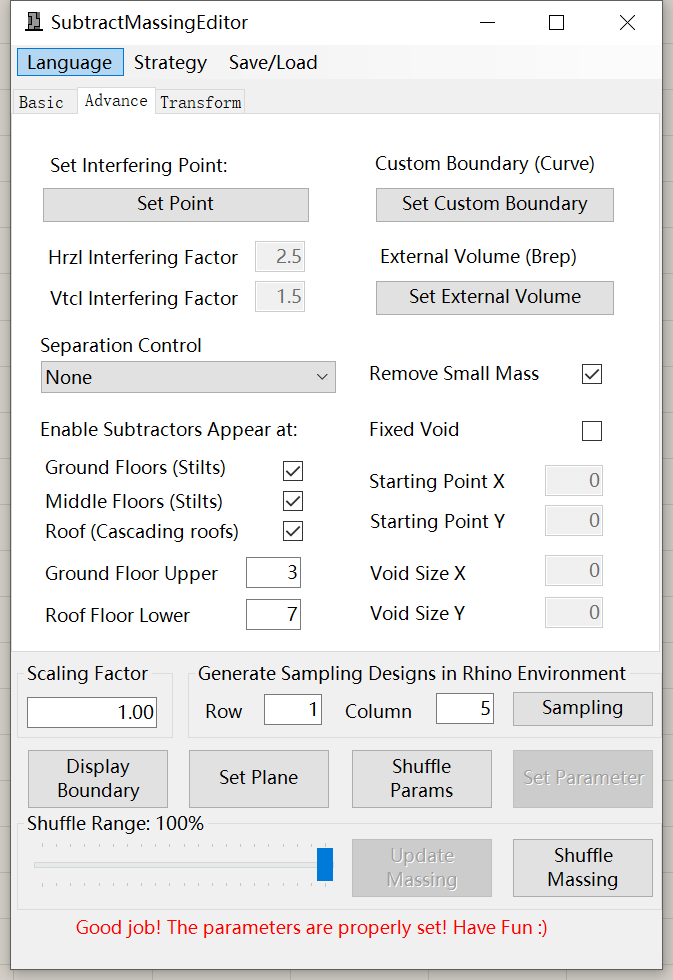 SubtractMassingEditor
Language Strategy Save/Load
Basic Advance Transform
Set Interfering Point:
Custom Boundary (Curve)
Set Point
Set Custom Boundary
Hrzl Interfering Factor 2.5
External Volume (Brep)
Vtcl Interfering Factor 1.5
Set External Volume
Separation Control
None
Remove Small Mass
Enable Subtractors Appear at:
Fixed Void
Ground Floors (Stilts)
Starting Point X 0
Middle Floors (Stilts)
Starting Point Y 0
Roof (Cascading roofs)
Ground Floor Upper 3
Void Size X 0
Roof Floor Lower 7
Void Size Y 0
Scaling Factor
Generate Sampling Designs in Rhino Environment
1.00
Row 1 Column 5 Sampling
Display
Boundary
Set Plane
Shuffle
Params
Set Parameter
Shuffle Range: 100%
Update
Massing
Shuffle
Massing
Good job! The parameters are properly set! Have Fun :)